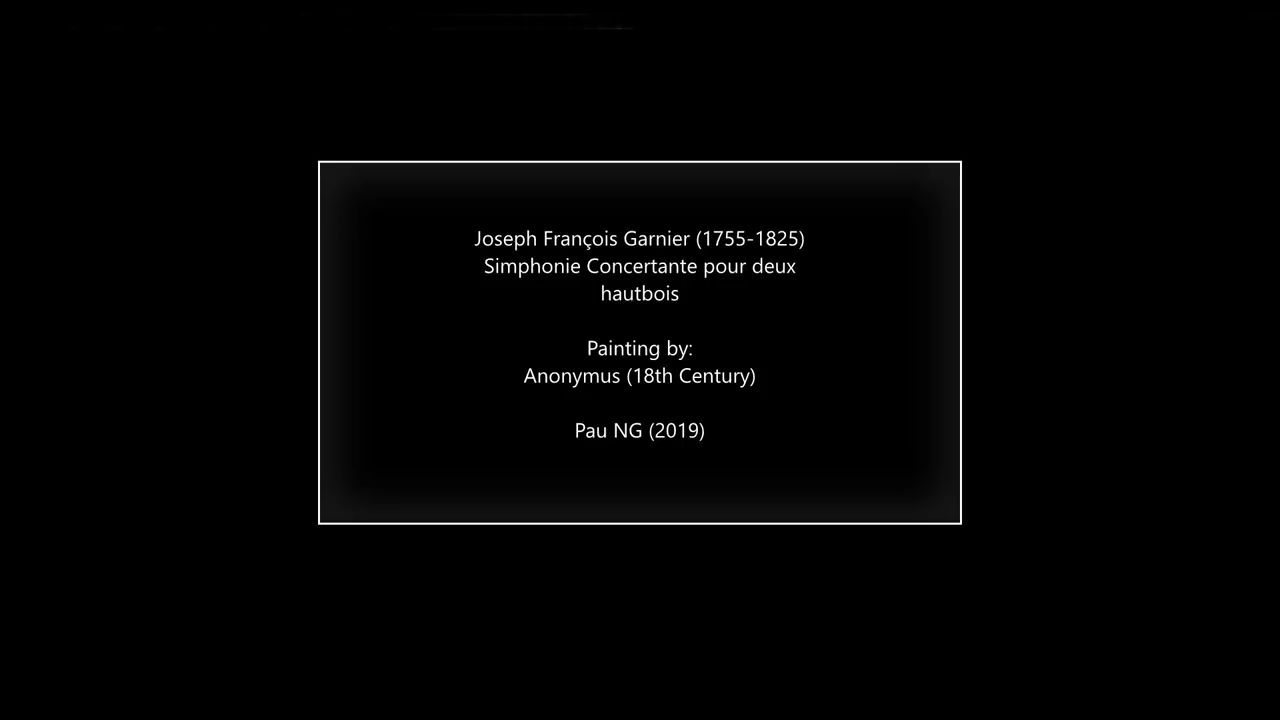 Joseph François Garnier (1755-1825)
Simphonie Concertante pour deux
hautbois
Painting by:
Anonymus (18th Century)
Pau NG (2019)